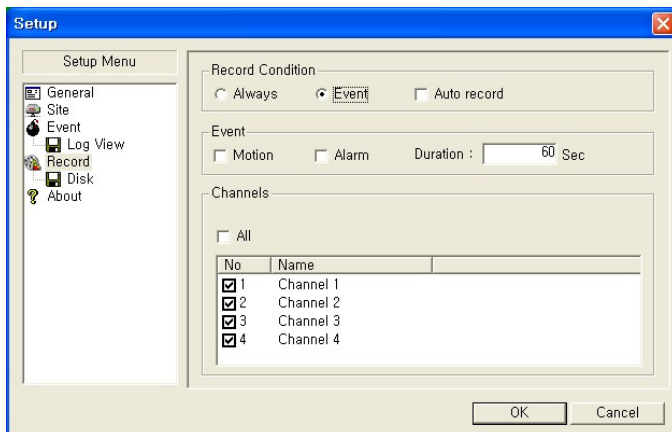 Setup
Setup Menu
General
Site
Event
Log View
Record
Disk
About
Record Condition
Always Event Auto record
Event
Motion Alarm Duration : 60 Sec
Channels
All
No Name
1 Channel 1
2 Channel 2
3 Channel 3
4 Channel 4
OK Cancel